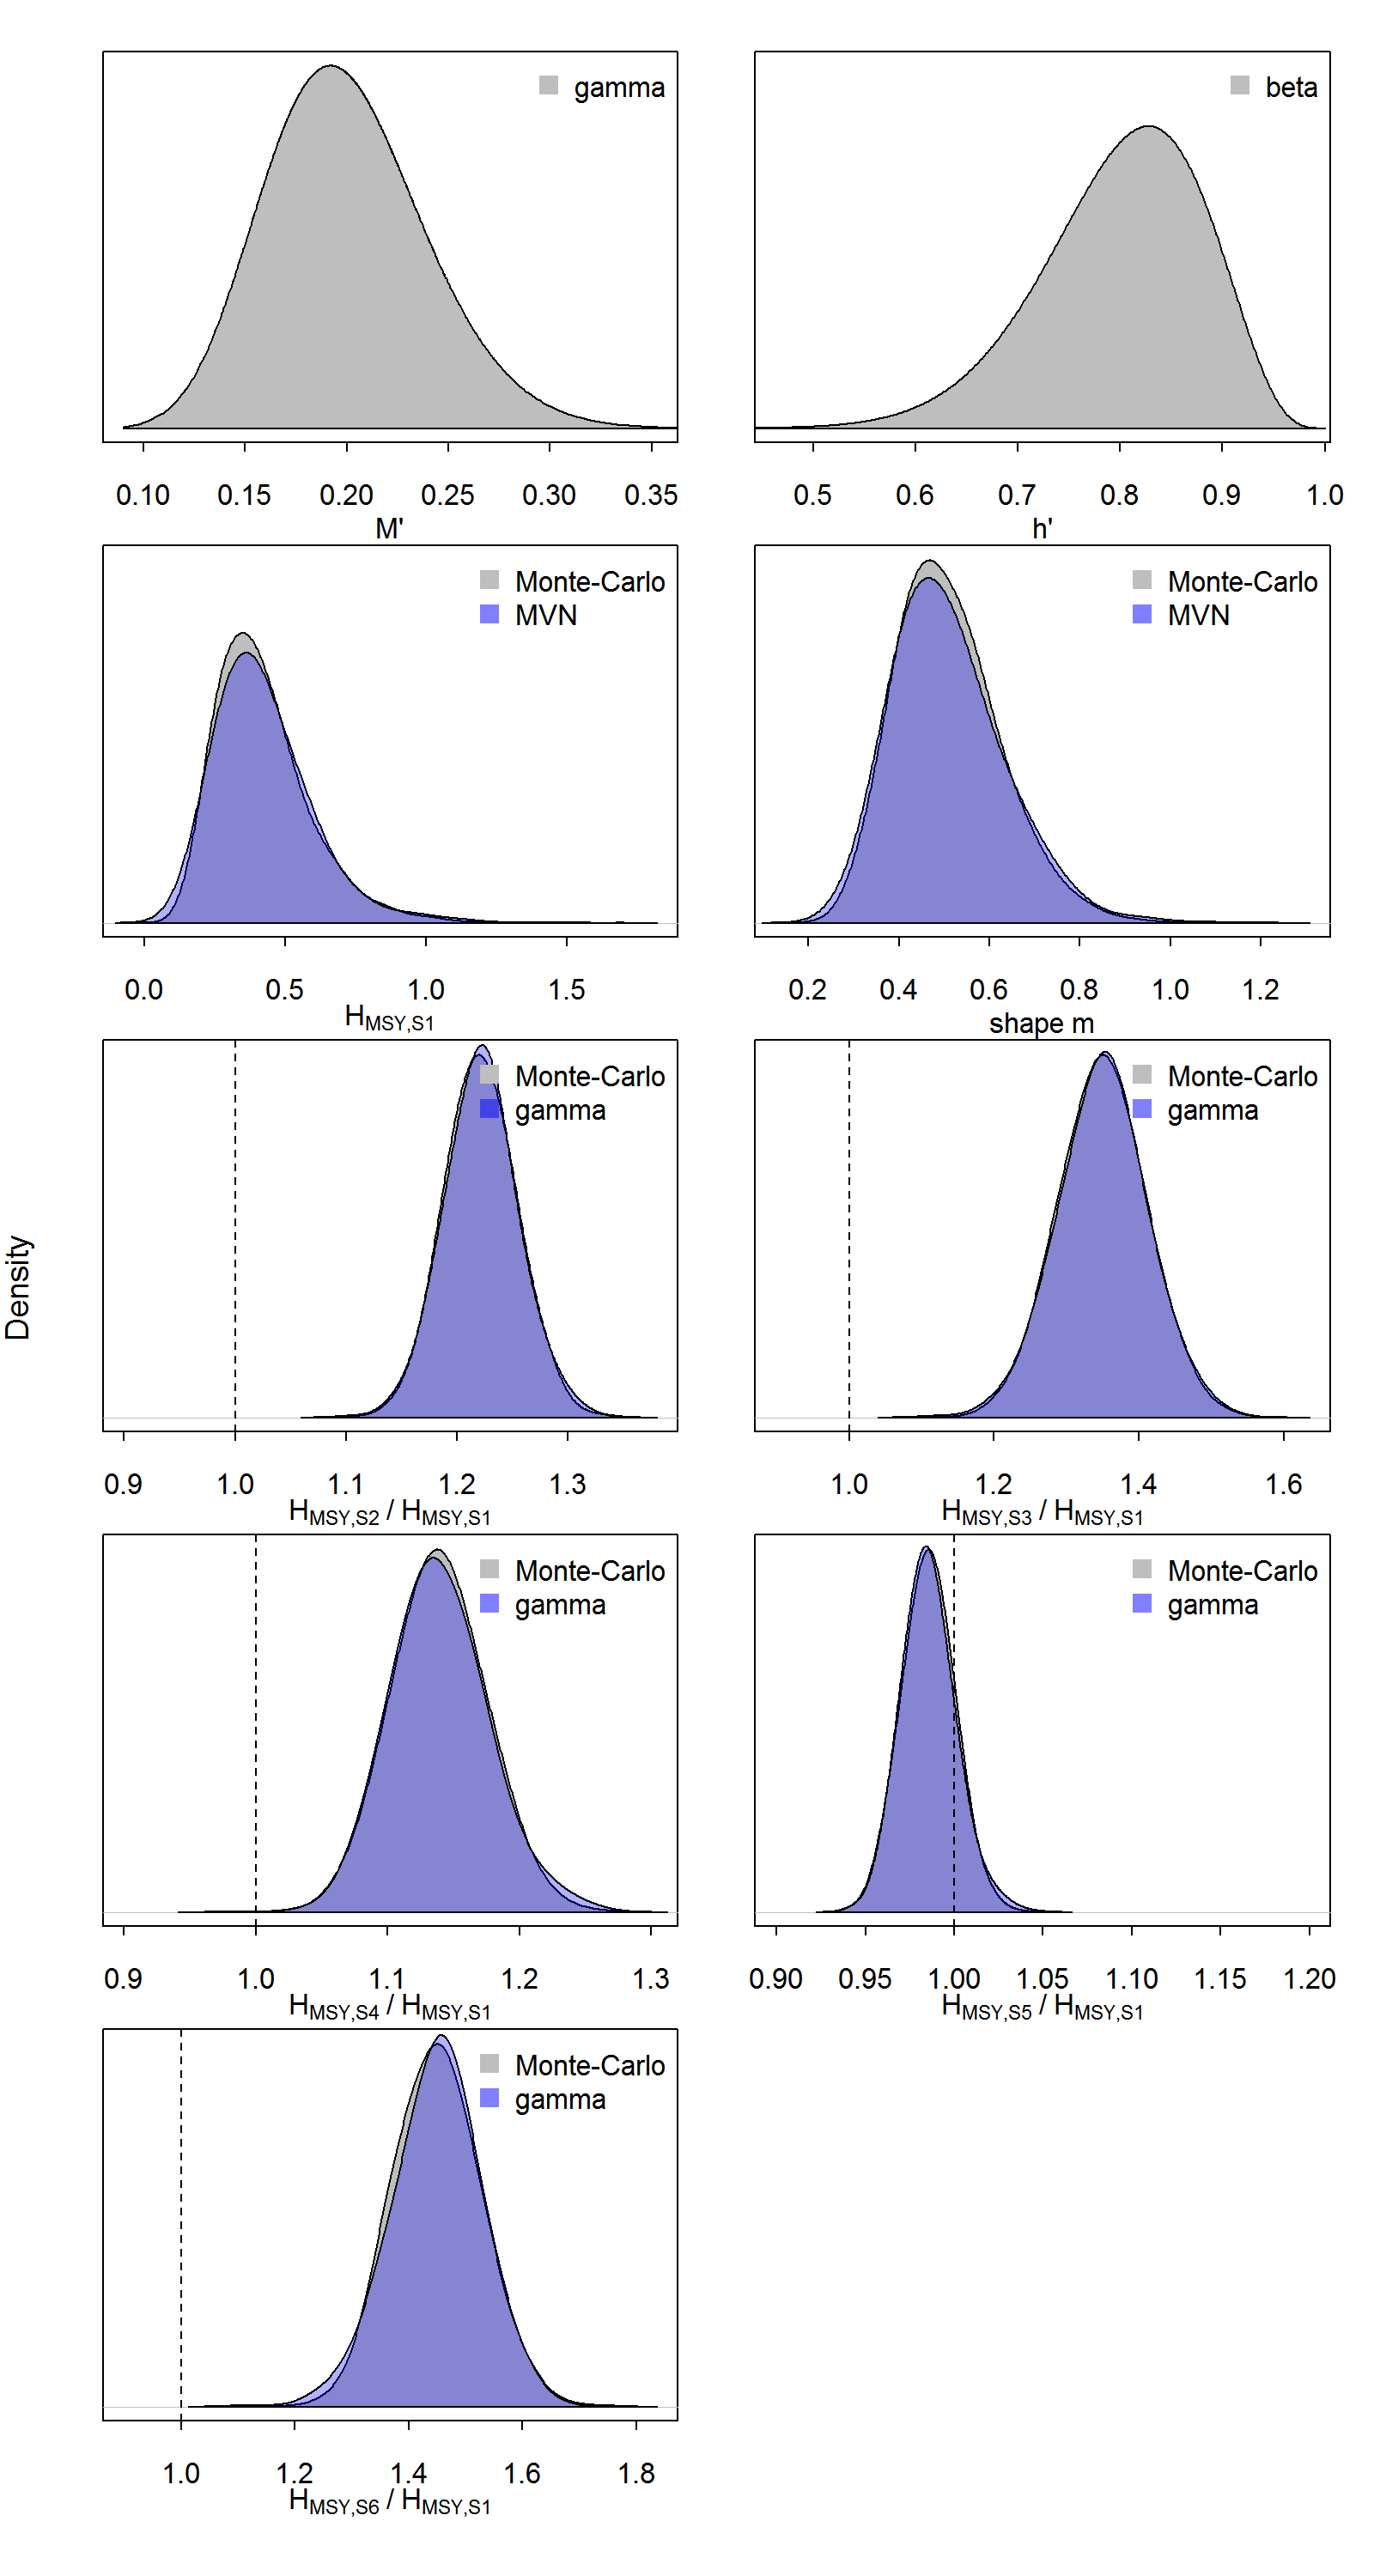 gamma
0.10 0.15 0.20 0.25 0.30 0.35
M'
beta
0.5 0.6 0.7 0.8 0.9 1.0
h'
Monte-Carlo
MVN
0.0 0.5 1.0 1.5
HMSY,S1
Monte-Carlo
MVN
0.2 0.4 0.6 0.8 1.0 1.2
shape m
Density
Monte-Carlo
gamma
0.9 1.0 1.1 1.2 1.3
HMSY,S2 / HMSY,S1
Monte-Carlo
gamma
1.0 1.2 1.4 1.6
HMSY,S3 / HMSY,S1
Monte-Carlo
gamma
0.9 1.0 1.1 1.2 1.3
HMSY,S4 / HMSY,S1
Monte-Carlo
gamma
0.90 0.95 1.00 1.05 1.10 1.15 1.20
HMSY,S5 / HMSY,S1
Monte-Carlo
gamma
1.0 1.2 1.4 1.6 1.8
HMSY,S6 / HMSY,S1